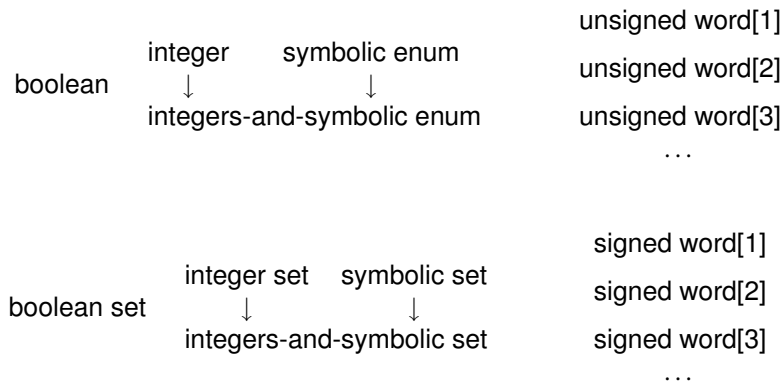 boolean
integer symbolic enum
↓ ↓
integers-and-symbolic enum
unsigned word[1]
unsigned word[2]
unsigned word[3]
...
boolean set
integer set symbolic set
↓ ↓
integers-and-symbolic set
signed word[1]
signed word[2]
signed word[3]
...